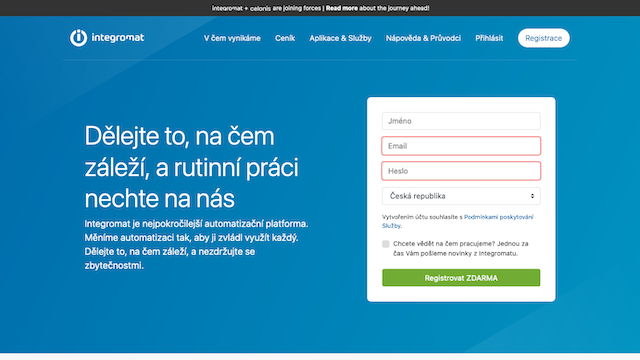 integromat + celonis are joining forces | Read more about the journey ahead!
integromat
V čem vynikáme
Ceník
Aplikace & Služby
Nápověda & Průvodci
Přihlásit
Registrace
Dělejte to, na čem
záleží, a rutinní práci
nechte na nás
Integromat je nejpokročilejší automatizační platforma.
Měníme automatizaci tak, aby ji zvládl využít každý.
Dělejte to, na čem záleží, a nezdržujte se
zbytečnostmi.
Jméno
Email
Heslo
Česká republika
Vytvořením účtu souhlasíte s Podmínkami poskytování
Služby.
Chcete vědět na čem pracujeme? Jednou za
čas Vám pošleme novinky z Integromatu.
Registrovat ZDARMA